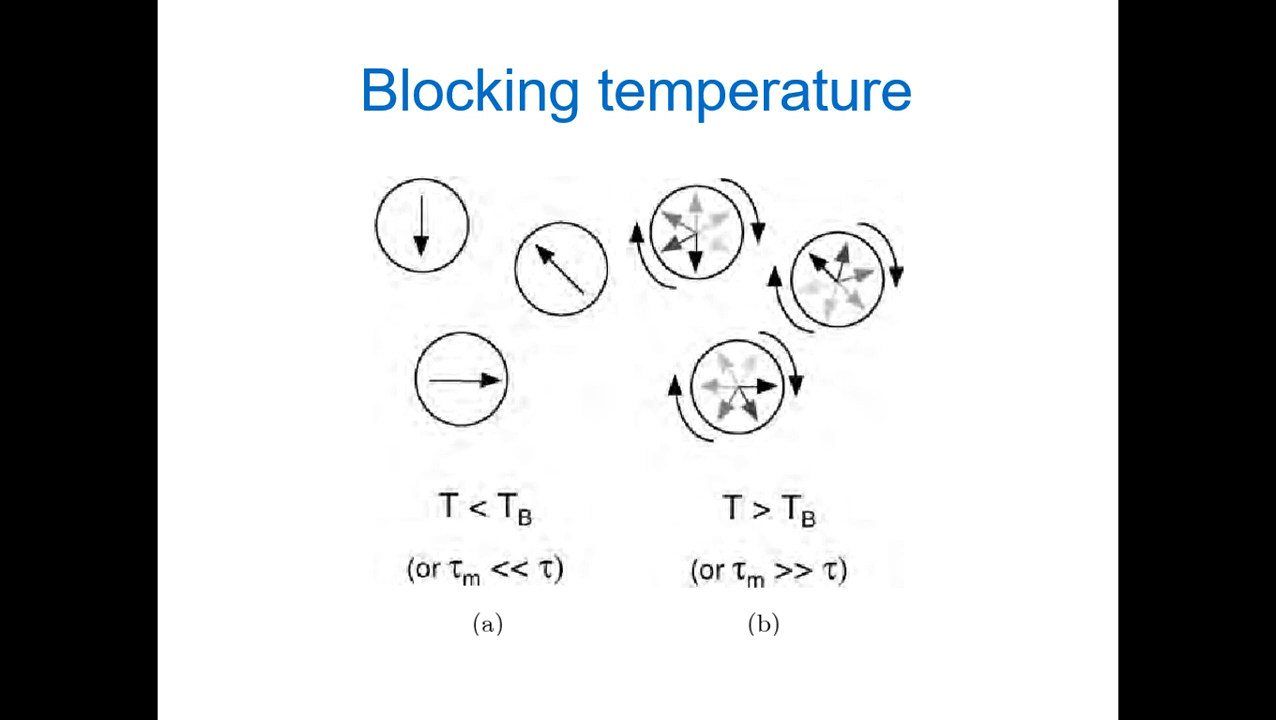 Blocking temperature
T < T_B
(or τ_m << τ)
(a)
T > T_B
(or τ_m >> τ)
(b)